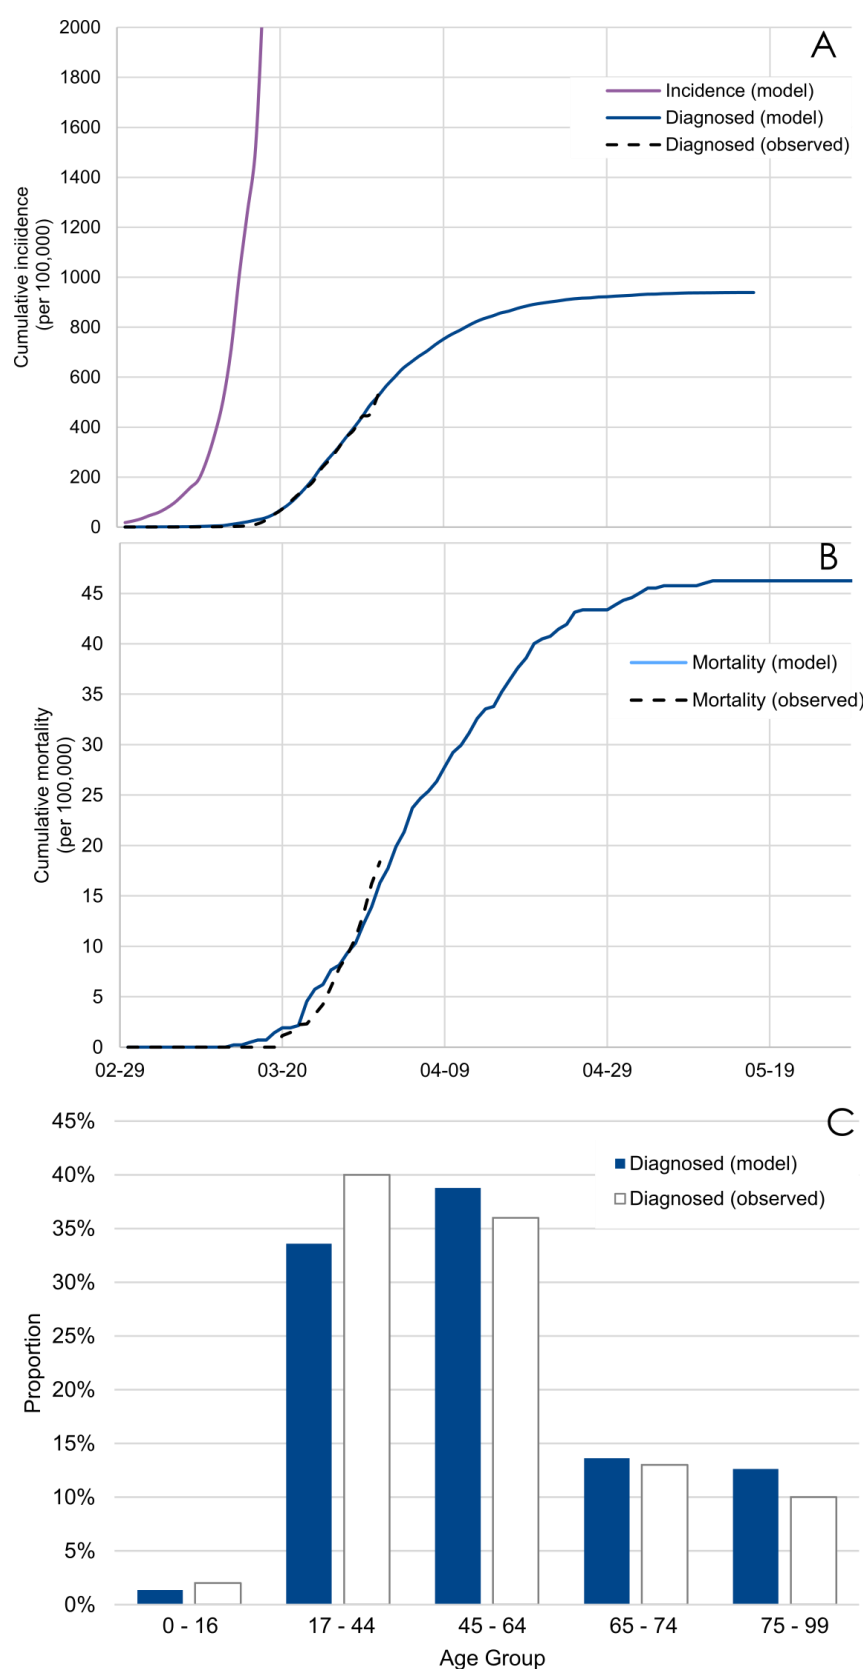 A
2000
1800
1600
1400
1200
1000
800
600
400
200
0
Cumulative inciidence
(per 100,000)
Incidence (model)
Diagnosed (model)
Diagnosed (observed)
B
45
40
35
30
25
20
15
10
5
0
Cumulative mortality
(per 100,000)
Mortality (model)
Mortality (observed)
02-29 03-20 04-09 04-29 05-19
C
45%
40%
35%
30%
25%
20%
15%
10%
5%
0%
Proportion
Diagnosed (model)
Diagnosed (observed)
0 - 16 17 - 44 45 - 64 65 - 74 75 - 99
Age Group